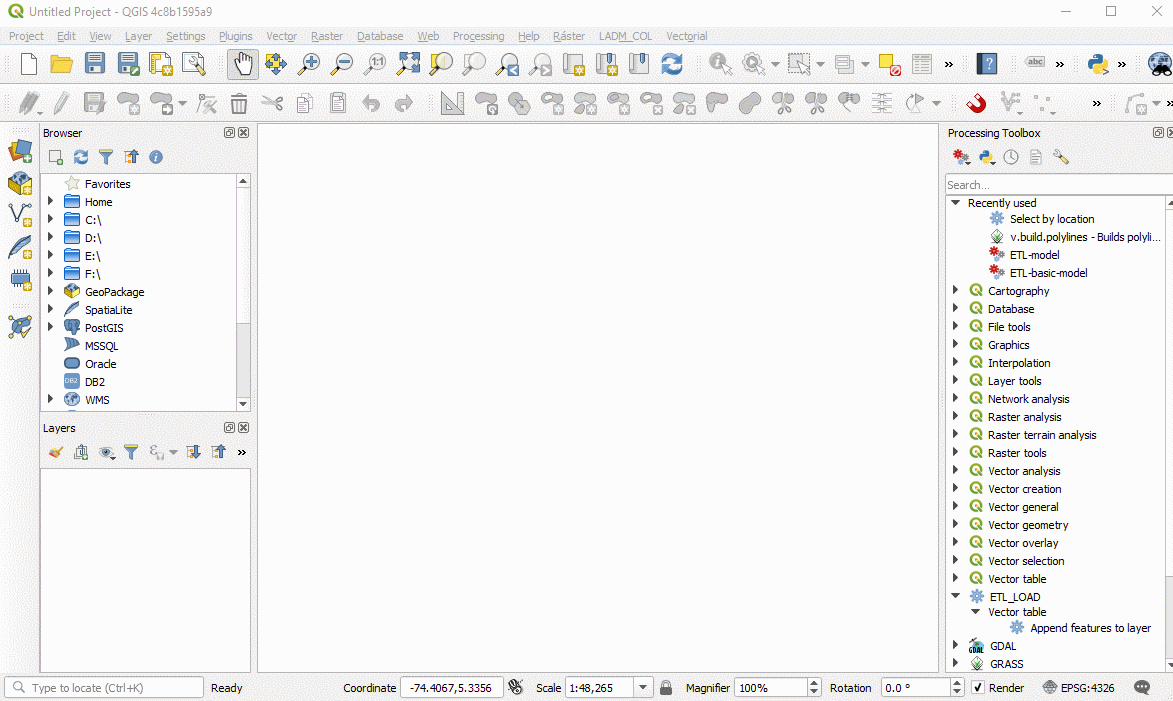 Untitled Project - QGIS 4c8b1595a9
Project Edit View Layer Settings Plugins Vector Raster Database Web Processing Help Ráster LADM_COL Vectorial
1:1
abc
»
»
»
»
»
Browser
Favorites
Home
C:\
D:\
E:\
F:\
GeoPackage
SpatiaLite
PostGIS
MSSQL
Oracle
DB2 DB2
WMS
Layers
»
Processing Toolbox
Search...
Recently used
Select by location
v.build.polylines - Builds polyli...
ETL-model
ETL-basic-model
Cartography
Database
File tools
Graphics
Interpolation
Layer tools
Network analysis
Raster analysis
Raster terrain analysis
Raster tools
Vector analysis
Vector creation
Vector general
Vector geometry
Vector overlay
Vector selection
Vector table
ETL_LOAD
Vector table
Append features to layer
GDAL GDAL
GRASS
Type to locate (Ctrl+K) Ready Coordinate -74.4067,5.3356 Scale 1:48,265 Magnifier 100% Rotation 0.0 ° Render EPSG:4326